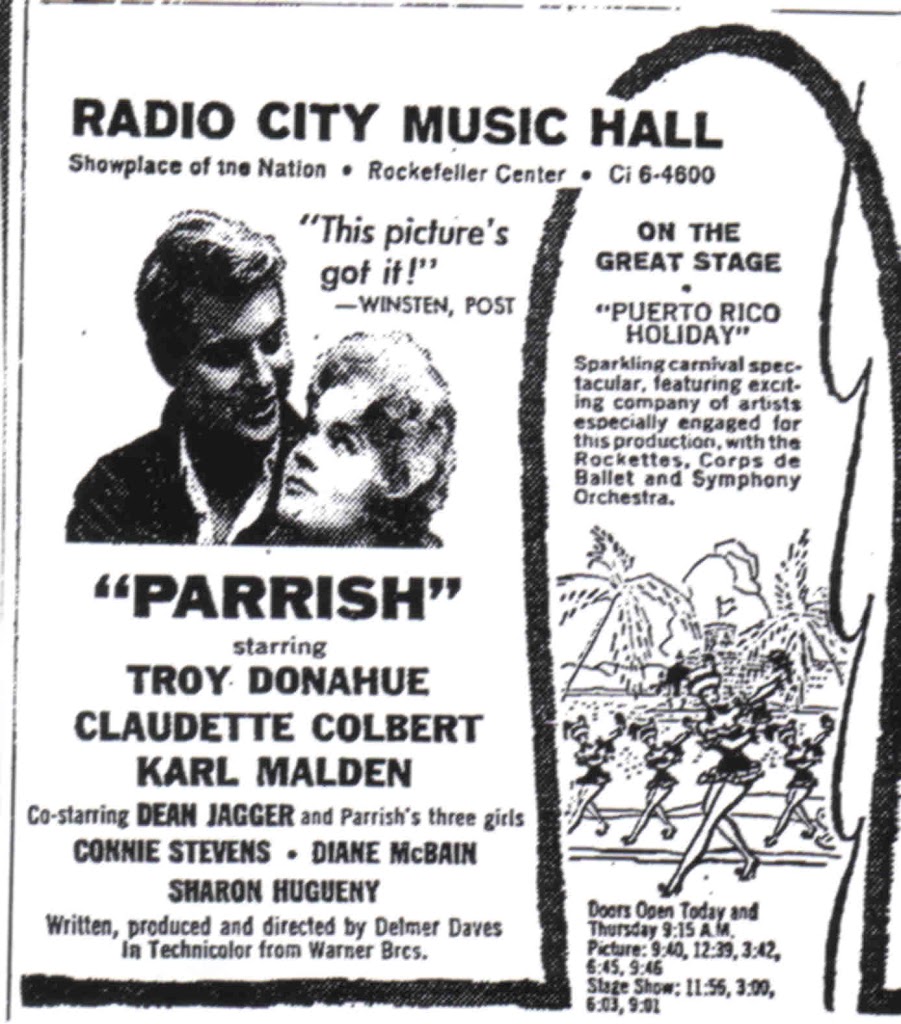 RADIO CITY MUSIC HALL
Showplace of the Nation • Rockefeller Center • Ci 6-4600
"This picture's
got it!"
—WINSTEN, POST
"PARRISH"
starring
TROY DONAHUE
CLAUDETTE COLBERT
KARL MALDEN
Co-starring DEAN JAGGER and Parrish's three girls
CONNIE STEVENS • DIANE McBAIN
SHARON HUGUENY
Written, produced and directed by Delmer Daves
In Technicolor from Warner Bros.
ON THE
GREAT STAGE
•
"PUERTO RICO
HOLIDAY"
Sparkling carnival spec-
tacular, featuring excit-
ing company of artists
especially engaged for
this production, with the
Rockettes, Corps de
Ballet and Symphony
Orchestra.
Doors Open Today and
Thursday 9:15 A.M.
Picture: 9:40, 12:39, 3:42,
6:45, 9:46
Stage Show: 11:56, 3:00,
6:03, 9:01